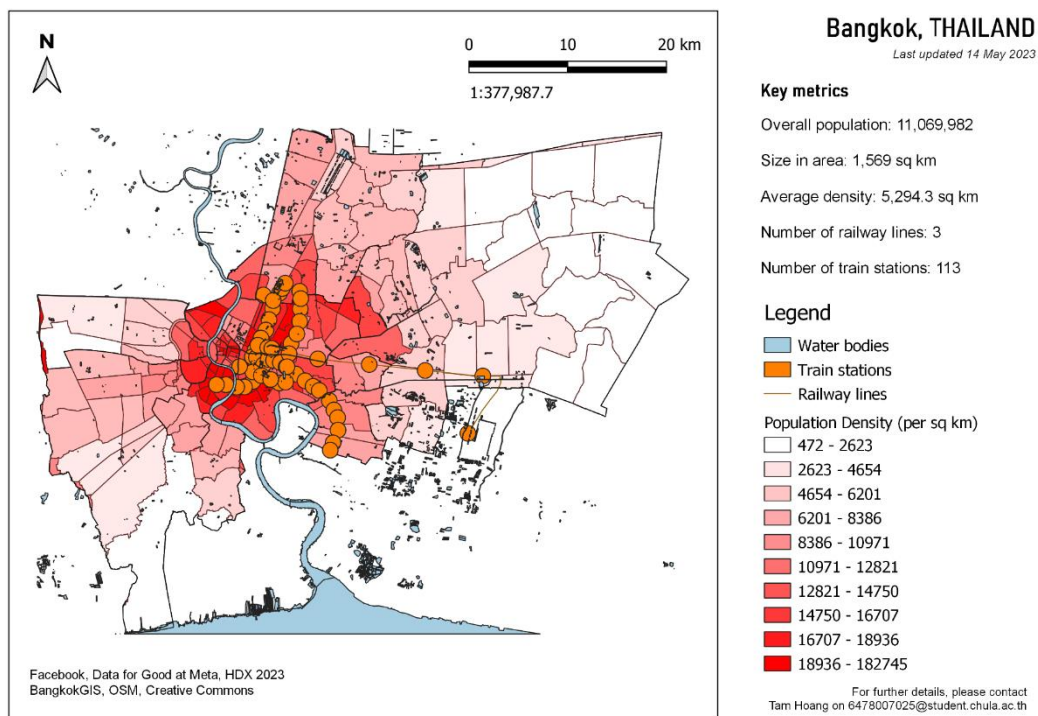 N
0 10 20 km
1:377,987.7
Facebook, Data for Good at Meta, HDX 2023
BangkokGIS, OSM, Creative Commons
Bangkok, THAILAND
Last updated 14 May 2023
Key metrics
Overall population: 11,069,982
Size in area: 1,569 sq km
Average density: 5,294.3 sq km
Number of railway lines: 3
Number of train stations: 113
Legend
Water bodies
Train stations
Railway lines
Population Density (per sq km)
472 - 2623
2623 - 4654
4654 - 6201
6201 - 8386
8386 - 10971
10971 - 12821
12821 - 14750
14750 - 16707
16707 - 18936
18936 - 182745
For further details, please contact
Tam Hoang on 6478007025@student.chula.ac.th